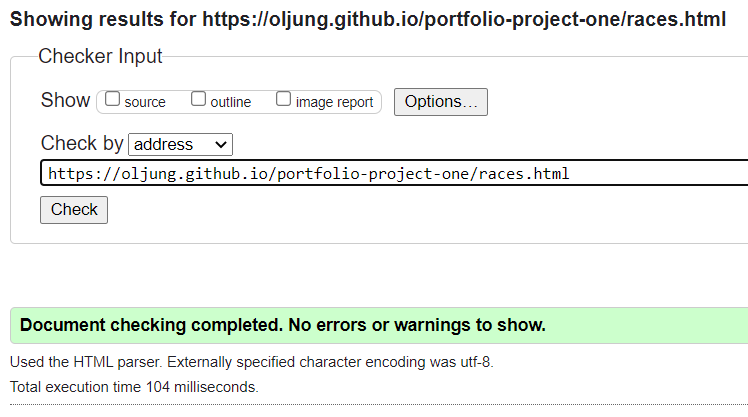 Showing results for https://oljung.github.io/portfolio-project-one/races.html
Checker Input
Show source outline image report Options...
Check by address
https://oljung.github.io/portfolio-project-one/races.html
Check
Document checking completed. No errors or warnings to show.
Used the HTML parser. Externally specified character encoding was utf-8.
Total execution time 104 milliseconds.